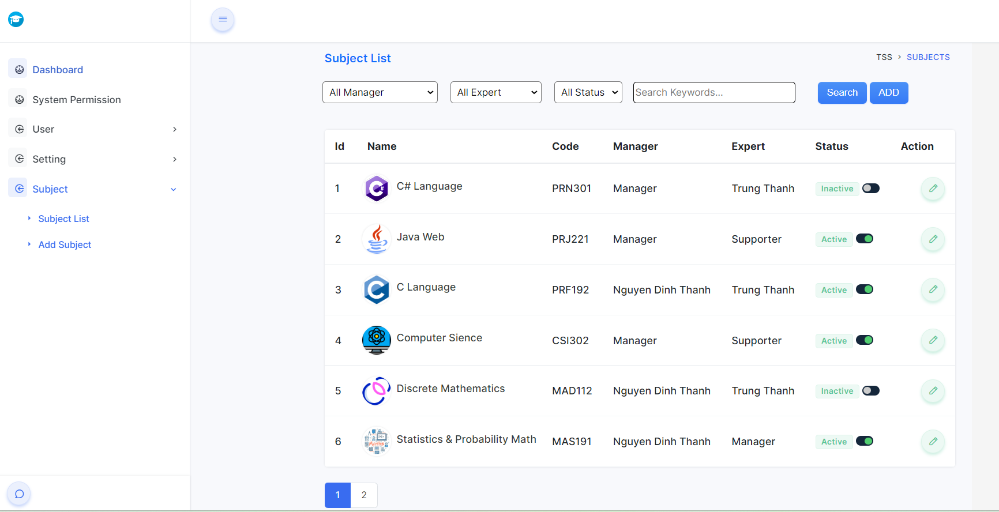 Dashboard
System Permission
User
Setting
Subject
Subject List
Add Subject
Subject List
TSS > SUBJECTS
All Manager All Expert All Status Search Keywords... Search ADD
Id Name Code Manager Expert Status Action
1 C# Language PRN301 Manager Trung Thanh Inactive
2 Java Web PRJ221 Manager Supporter Active
3 C Language PRF192 Nguyen Dinh Thanh Trung Thanh Active
4 Computer Sience CSI302 Manager Supporter Active
5 Discrete Mathematics MAD112 Nguyen Dinh Thanh Trung Thanh Inactive
6 Statistics & Probability Math MAS191 Nguyen Dinh Thanh Manager Active
1 2